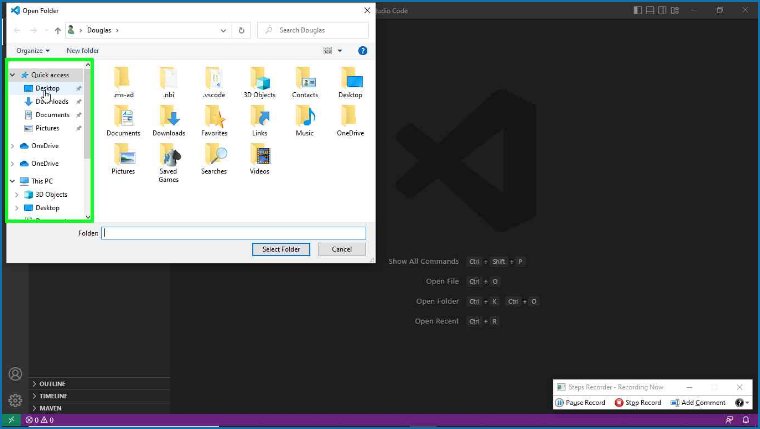 Open Folder
Studio Code
Douglas
Search Douglas
Organize
New folder
Quick access
Desktop
Downloads
Documents
Pictures
OneDrive
OneDrive
This PC
3D Objects
Desktop
.ms-ad
.nbi
.vscode
3D Objects
Contacts
Desktop
Documents
Downloads
Favorites
Links
Music
OneDrive
Pictures
Saved Games
Searches
Videos
Folder:
Select Folder
Cancel
Show All Commands Ctrl + Shift + P
Open File Ctrl + O
Open Folder Ctrl + K Ctrl + O
Open Recent Ctrl + R
OUTLINE
TIMELINE
MAVEN
0 0
Steps Recorder - Recording Now
Pause Record
Stop Record
Add Comment